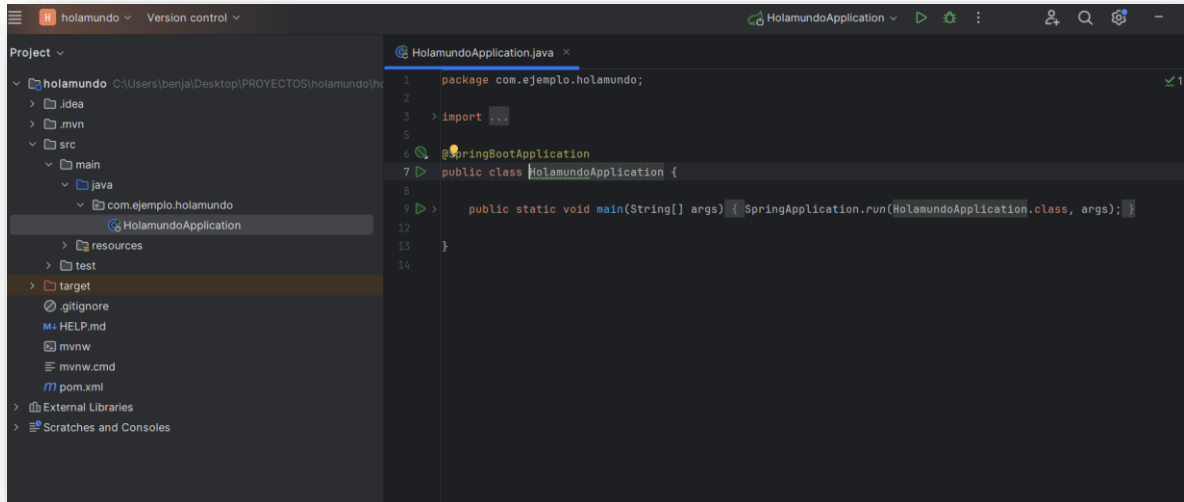 H holamundo Version control HolamundoApplication
Project
HolamundoApplication.java
holamundo C:\Users\benja\Desktop\PROYECTOS\holamundo\ho
.idea
.mvn
src
main
java
com.ejemplo.holamundo
HolamundoApplication
resources
test
target
.gitignore
M↓ HELP.md
mvnw
mvnw.cmd
m pom.xml
External Libraries
Scratches and Consoles
1 package com.ejemplo.holamundo; 1
2
3 import ...
5
6 @SpringBootApplication
7 public class HolamundoApplication {
8
9 public static void main(String[] args) { SpringApplication.run(HolamundoApplication.class, args); }
12
13 }
14